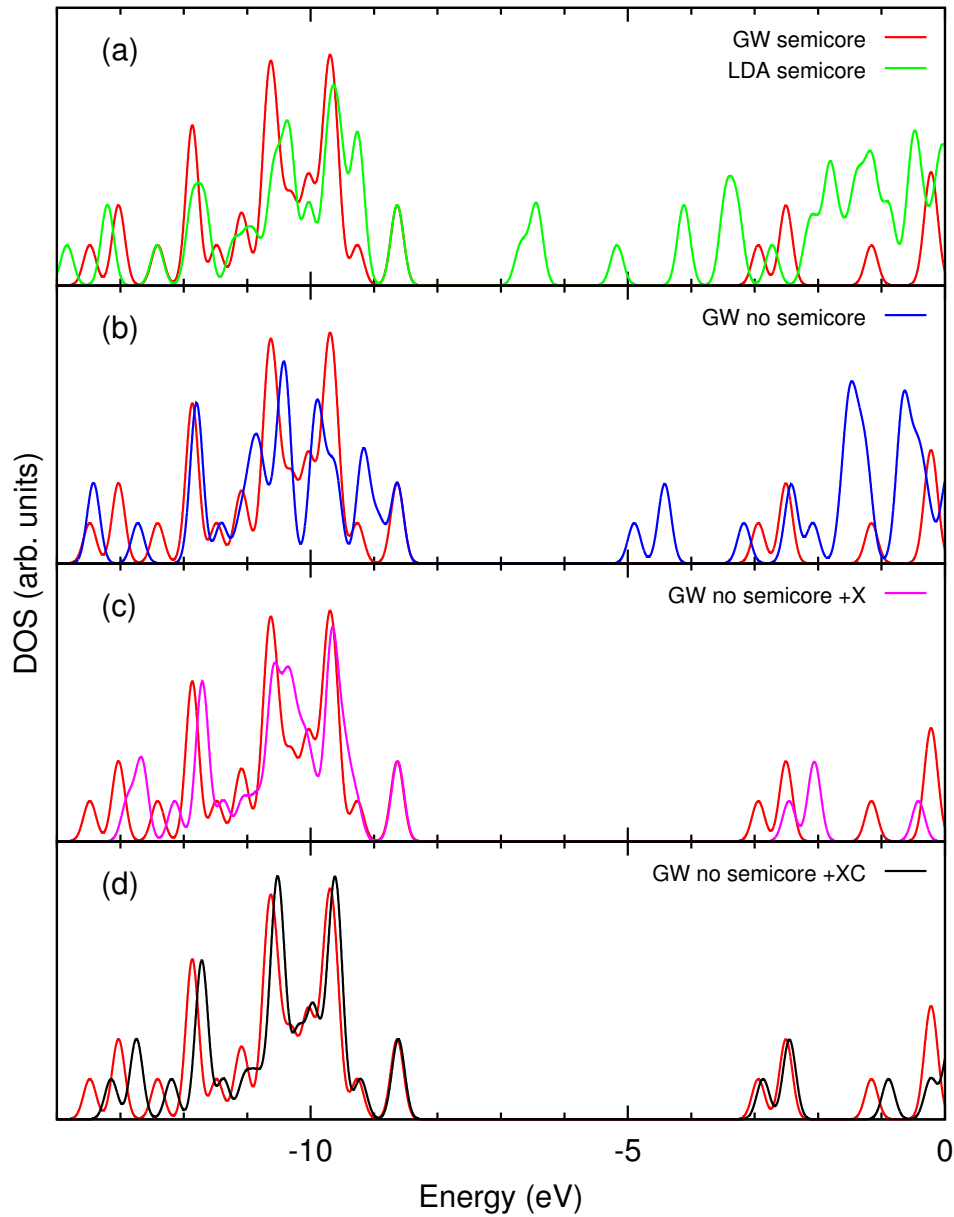 (a)
GW semicore
LDA semicore
(b)
GW no semicore
(c)
GW no semicore +X
(d)
GW no semicore +XC
DOS (arb. units)
-10
-5
0
Energy (eV)